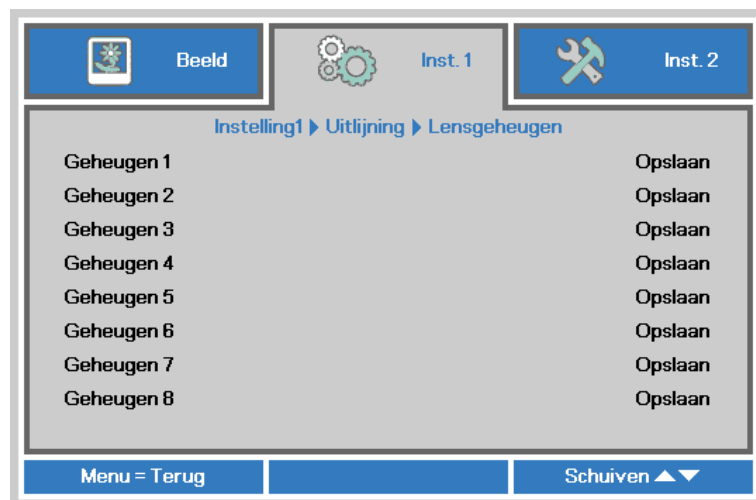 Beeld Inst. 1 Inst. 2
Instelling1 ▶ Uitlijning ▶ Lensgeheugen
Geheugen 1 Opslaan
Geheugen 2 Opslaan
Geheugen 3 Opslaan
Geheugen 4 Opslaan
Geheugen 5 Opslaan
Geheugen 6 Opslaan
Geheugen 7 Opslaan
Geheugen 8 Opslaan
Menu = Terug Schuiven ▲▼